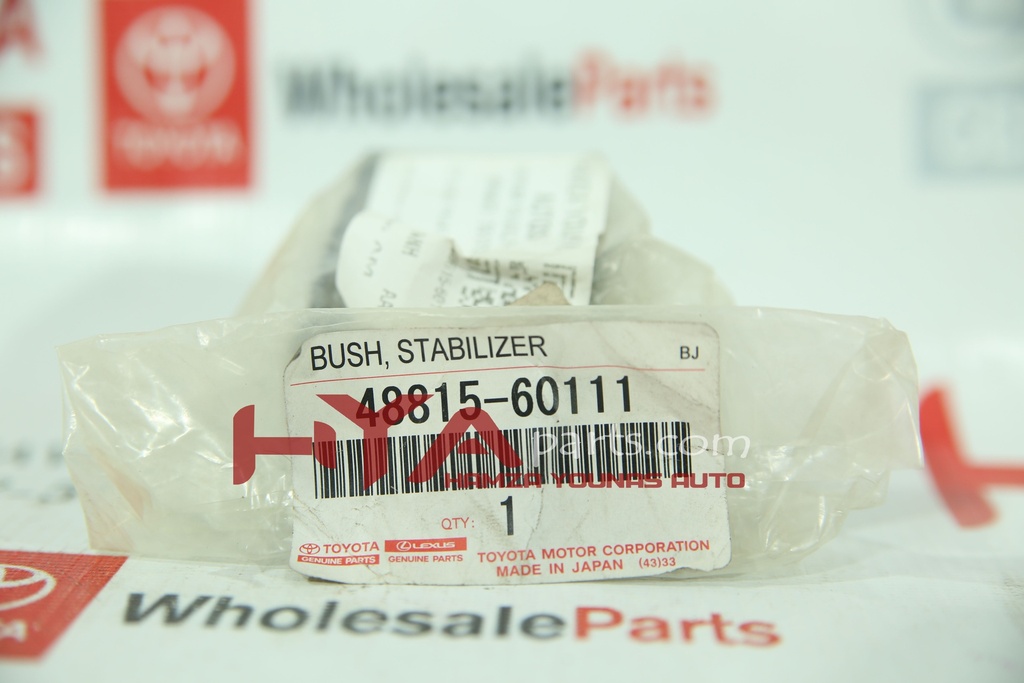 TOYOTA
WholesaleParts
BUSH, STABILIZER BJ
48815-60111
HYA parts.com
HAMZA YOUNAS AUTO
QTY: 1
TOYOTA GENUINE PARTS
LEXUS GENUINE PARTS
TOYOTA MOTOR CORPORATION
MADE IN JAPAN (43)33
WholesaleParts